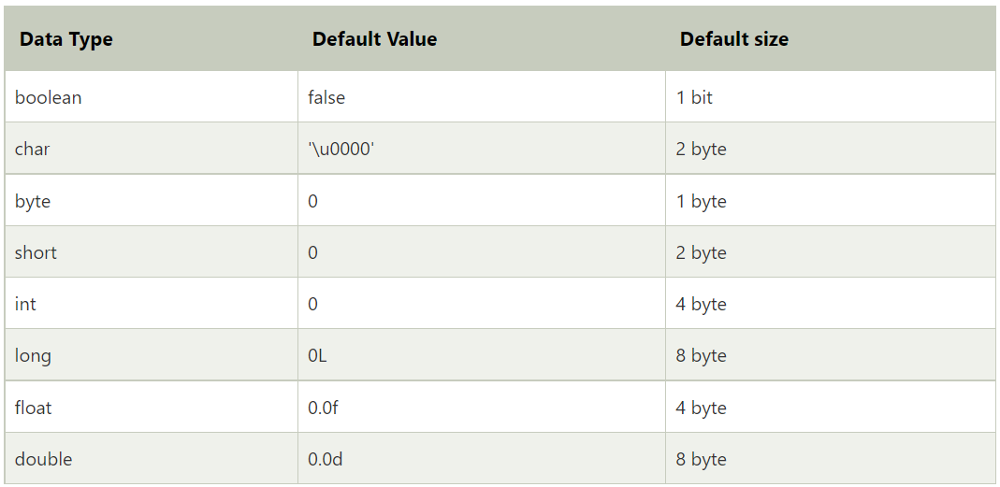 Data Type Default Value Default size
boolean false 1 bit
char '\u0000' 2 byte
byte 0 1 byte
short 0 2 byte
int 0 4 byte
long 0L 8 byte
float 0.0f 4 byte
double 0.0d 8 byte